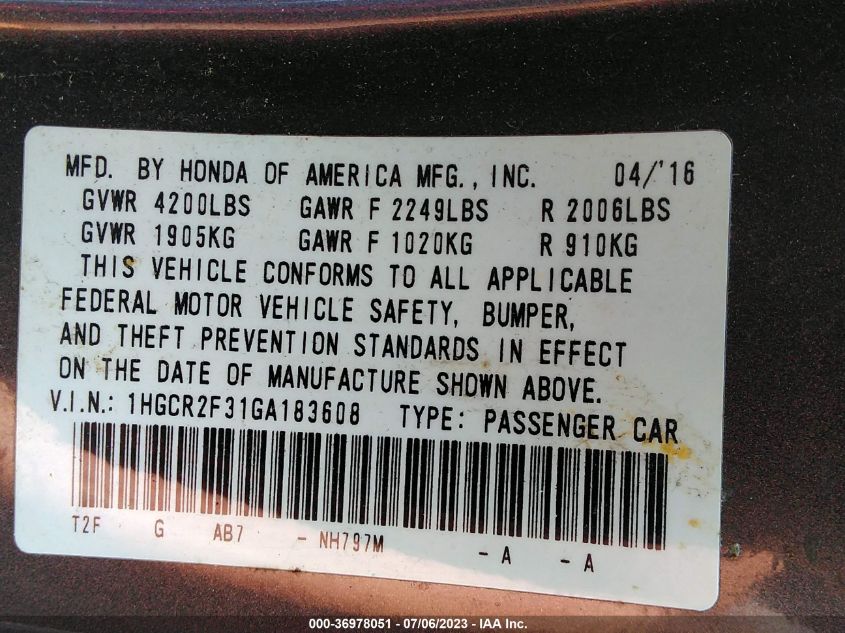 MFD. BY HONDA OF AMERICA MFG., INC. 04/'16
GVWR 4200LBS GAWR F 2249LBS R 2006LBS
GVWR 1905KG GAWR F 1020KG R 910KG
THIS VEHICLE CONFORMS TO ALL APPLICABLE
FEDERAL MOTOR VEHICLE SAFETY, BUMPER,
AND THEFT PREVENTION STANDARDS IN EFFECT
ON THE DATE OF MANUFACTURE SHOWN ABOVE.
V.I.N.: 1HGCR2F31GA183608 TYPE: PASSENGER CAR
T2F G AB7 - NH797M - A - A
000-36978051 - 07/06/2023 - IAA Inc.